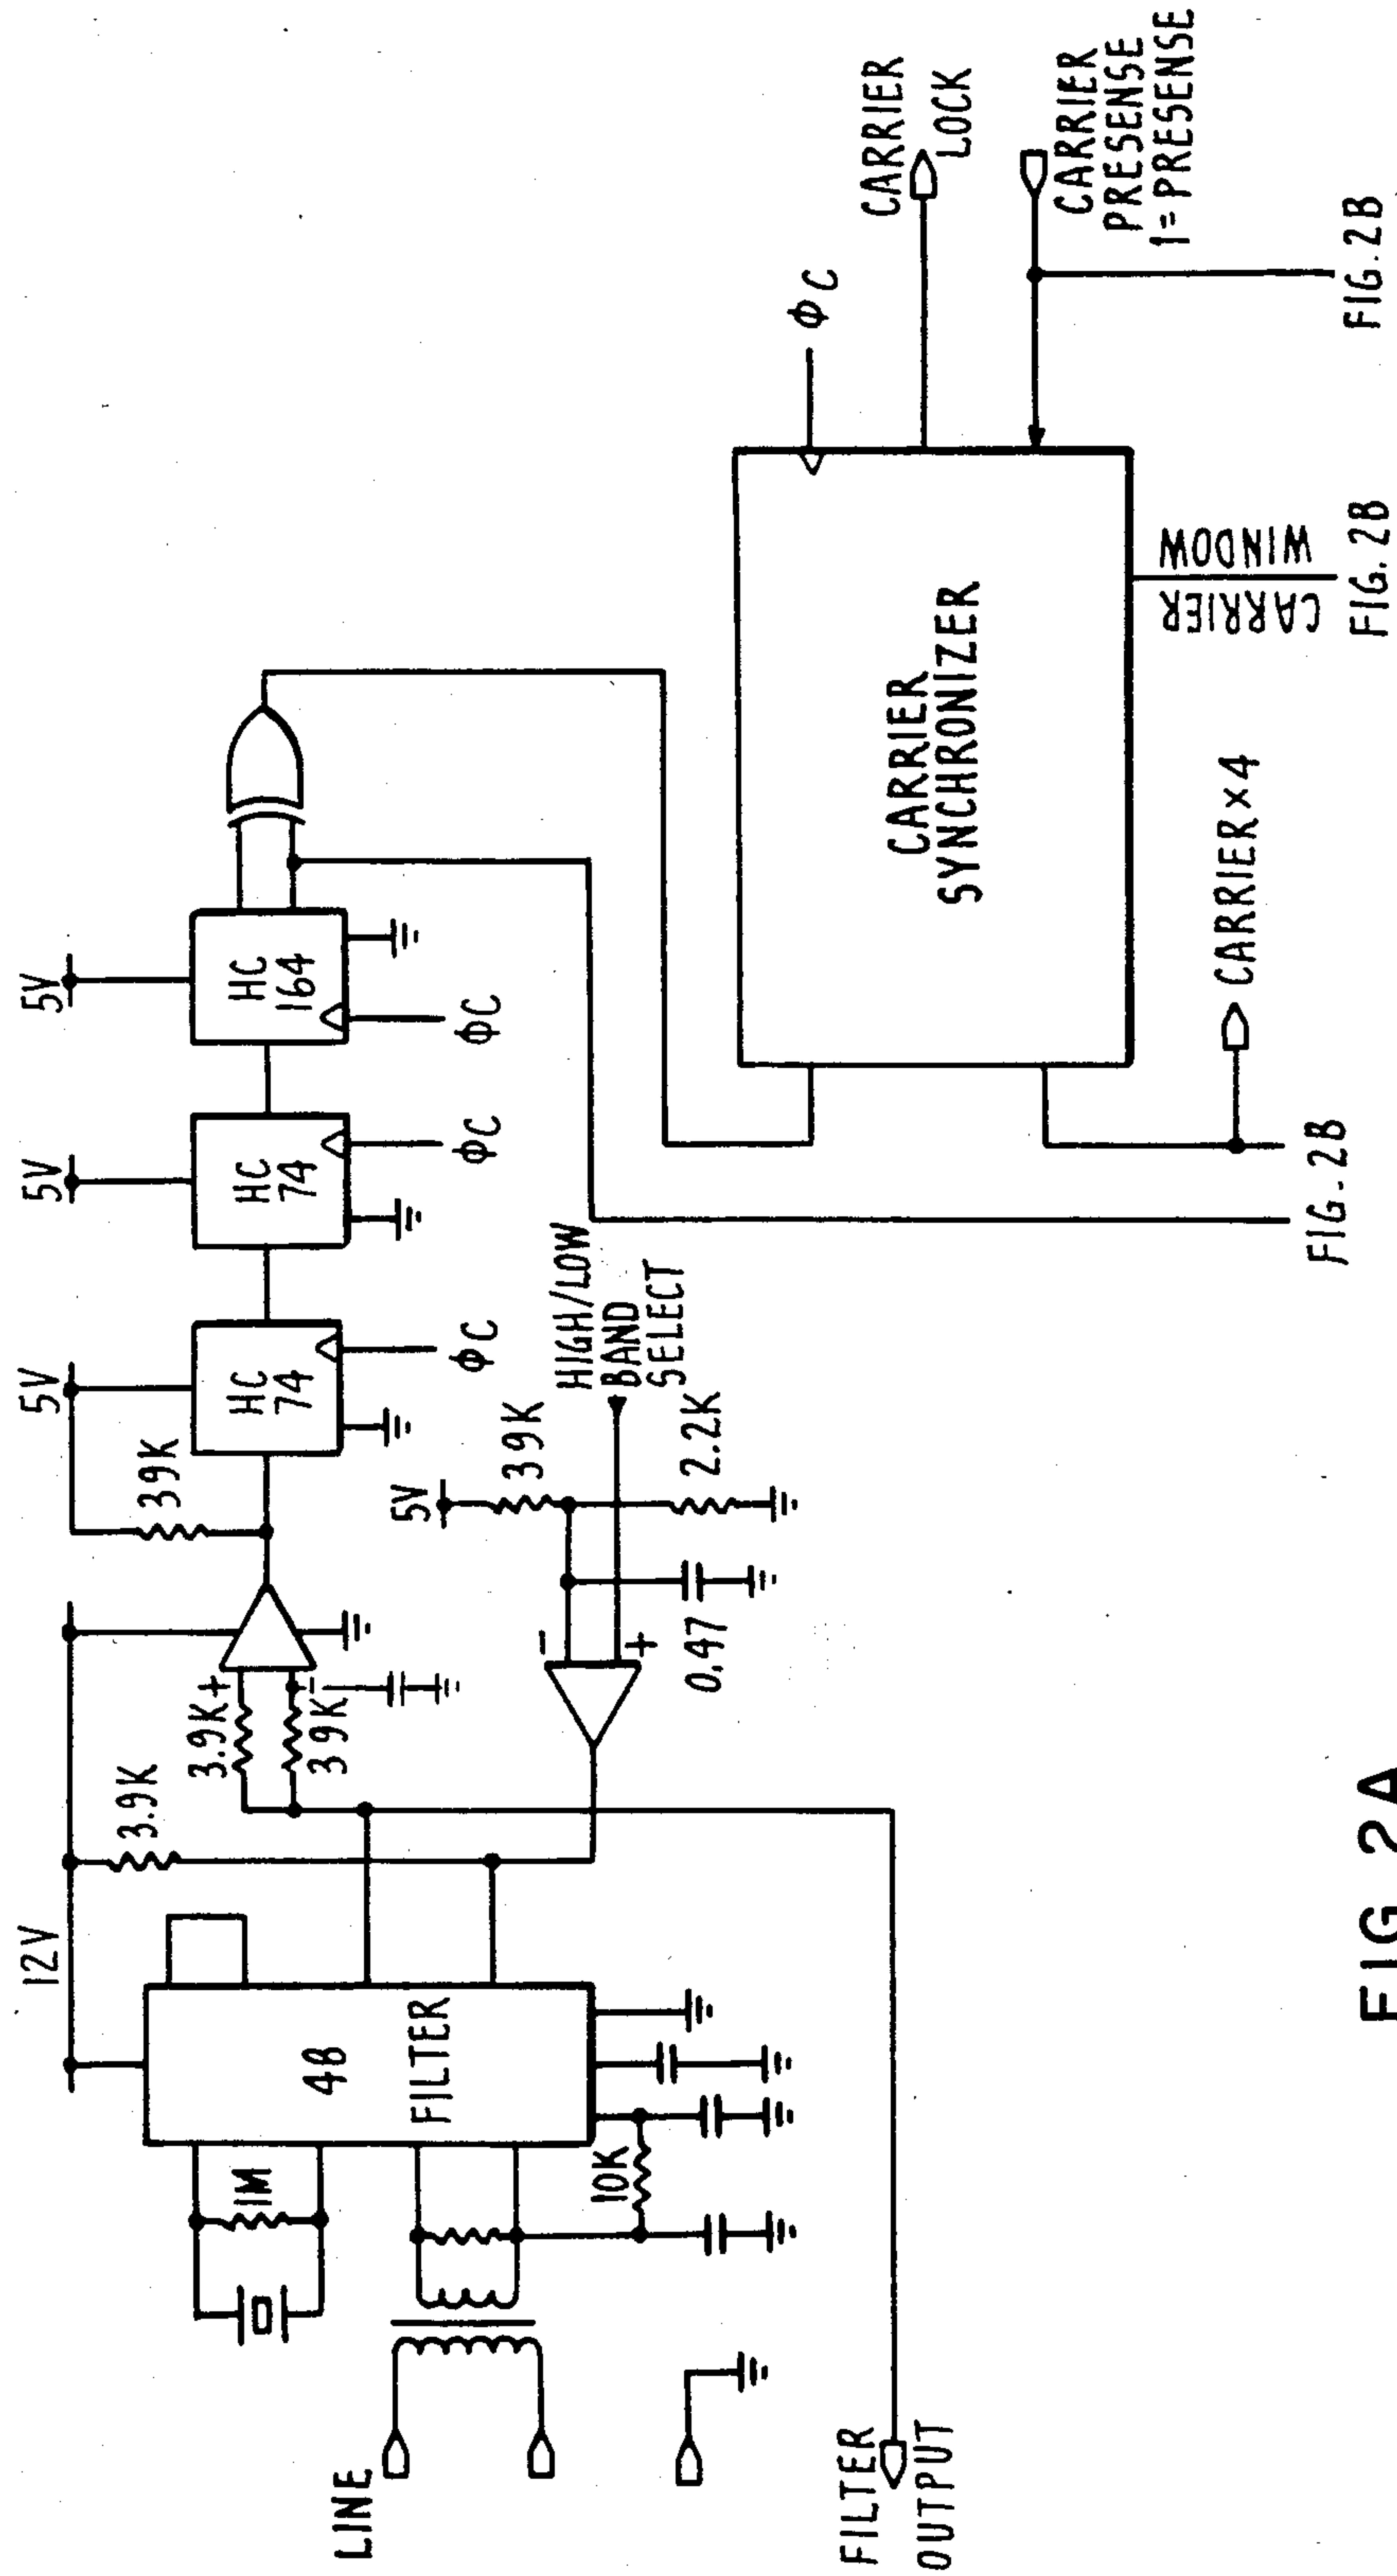 12V
5V
5V
5V
3.9K
3.9K
+
-
39K
39K
HC
74
HC
74
HC
164
ΦC
ΦC
ΦC
1M
48
FILTER
10K
LINE
5V
39K
HIGH/LOW
BAND
SELECT
2.2K
-
+
0.47
FILTER
OUTPUT
CARRIER
SYNCHRONIZER
ΦC
CARRIER
LOCK
CARRIER
PRESENSE
1=PRESENSE
CARRIER×4
CARRIER
WINDOW
FIG. 2B
FIG. 2B
FIG. 2B
FIG 2A